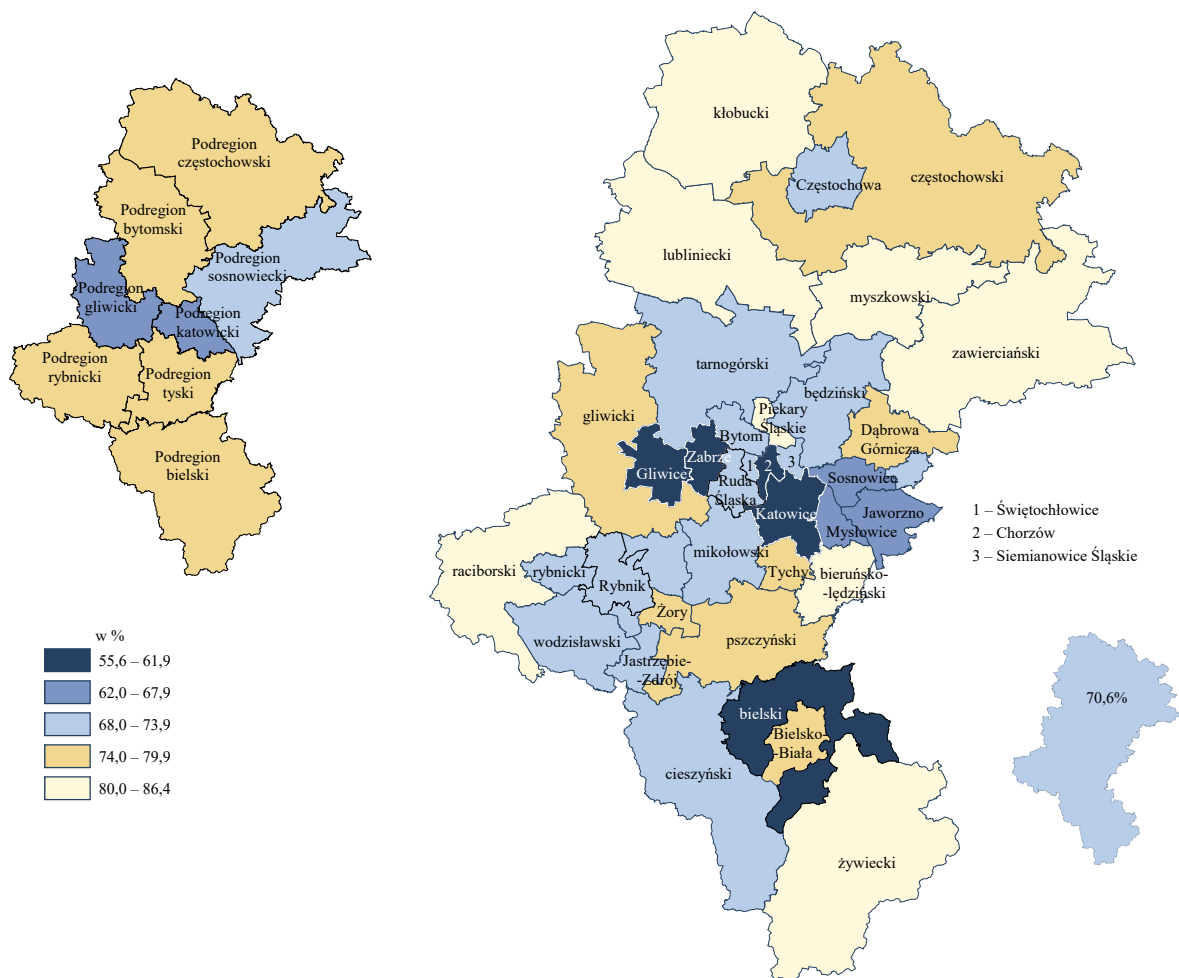 Podregion
częstochowski
Podregion
bytomski
Podregion
sosnowiecki
Podregion
gliwicki
Podregion
katowicki
Podregion
rybnicki
Podregion
tyski
Podregion
bielski
w %
55,6 – 61,9
62,0 – 67,9
68,0 – 73,9
74,0 – 79,9
80,0 – 86,4
kłobucki
Częstochowa
częstochowski
lubliniecki
myszkowski
zawierciański
tarnogórski
będziński
gliwicki
Piekary
Śląskie
Dąbrowa
Górnicza
Bytom
Zabrze
Gliwice
1
2
3
Ruda
Śląska
Sosnowiec
Katowice
Jaworzno
Mysłowice
mikołowski
raciborski
rybnicki
Rybnik
Tychy
bieruńsko-
-lędziński
Żory
wodzisławski
pszczyński
Jastrzębie-
-Zdrój
bielski
Bielsko-
-Biała
cieszyński
żywiecki
1 – Świętochłowice
2 – Chorzów
3 – Siemianowice Śląskie
70,6%